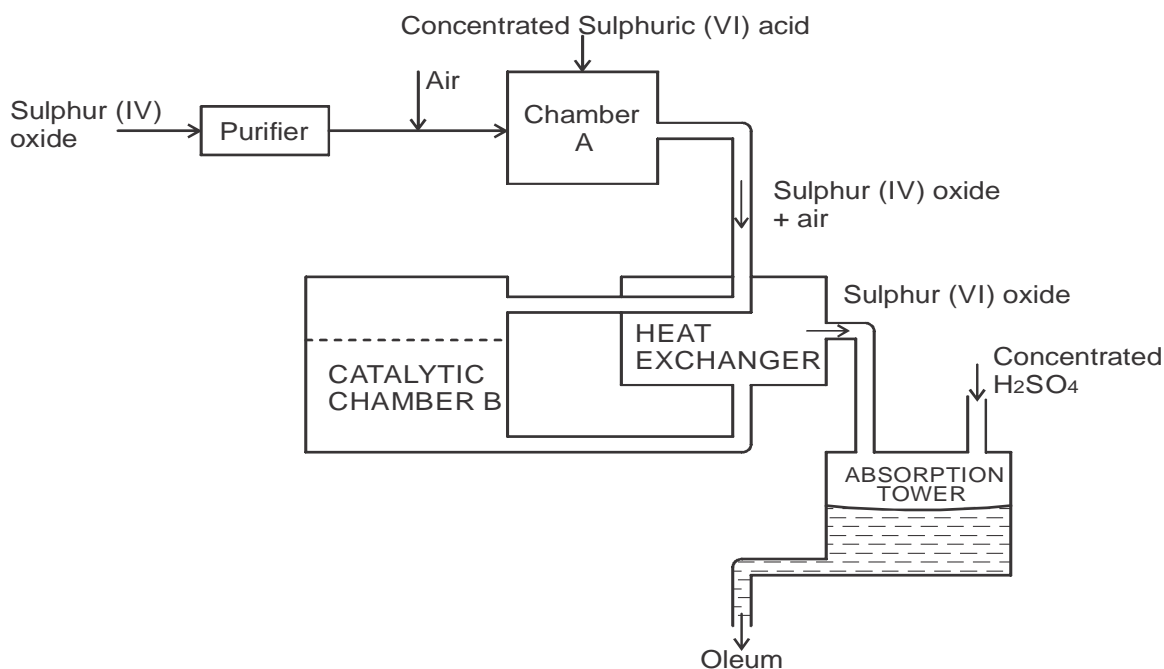 Concentrated Sulphuric (VI) acid
Air
Sulphur (IV)
oxide
Purifier
Chamber
A
Sulphur (IV) oxide
+ air
Sulphur (VI) oxide
HEAT
EXCHANGER
CATALYTIC
CHAMBER B
Concentrated
H₂SO₄
ABSORPTION
TOWER
Oleum